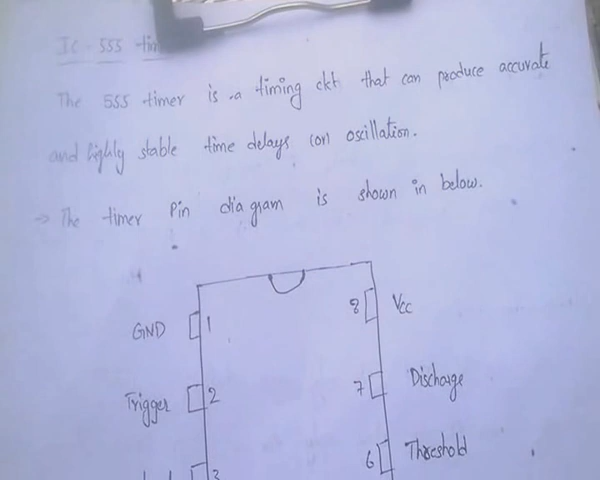 IC 555 tim
The 555 timer is a timing ckt that can produce accurate
and highly stable time delays (or) oscillation.
→ The timer Pin diagram is shown in below.
GND 1
8 Vcc
Trigger 2
7 Discharge
3
6 Threshold